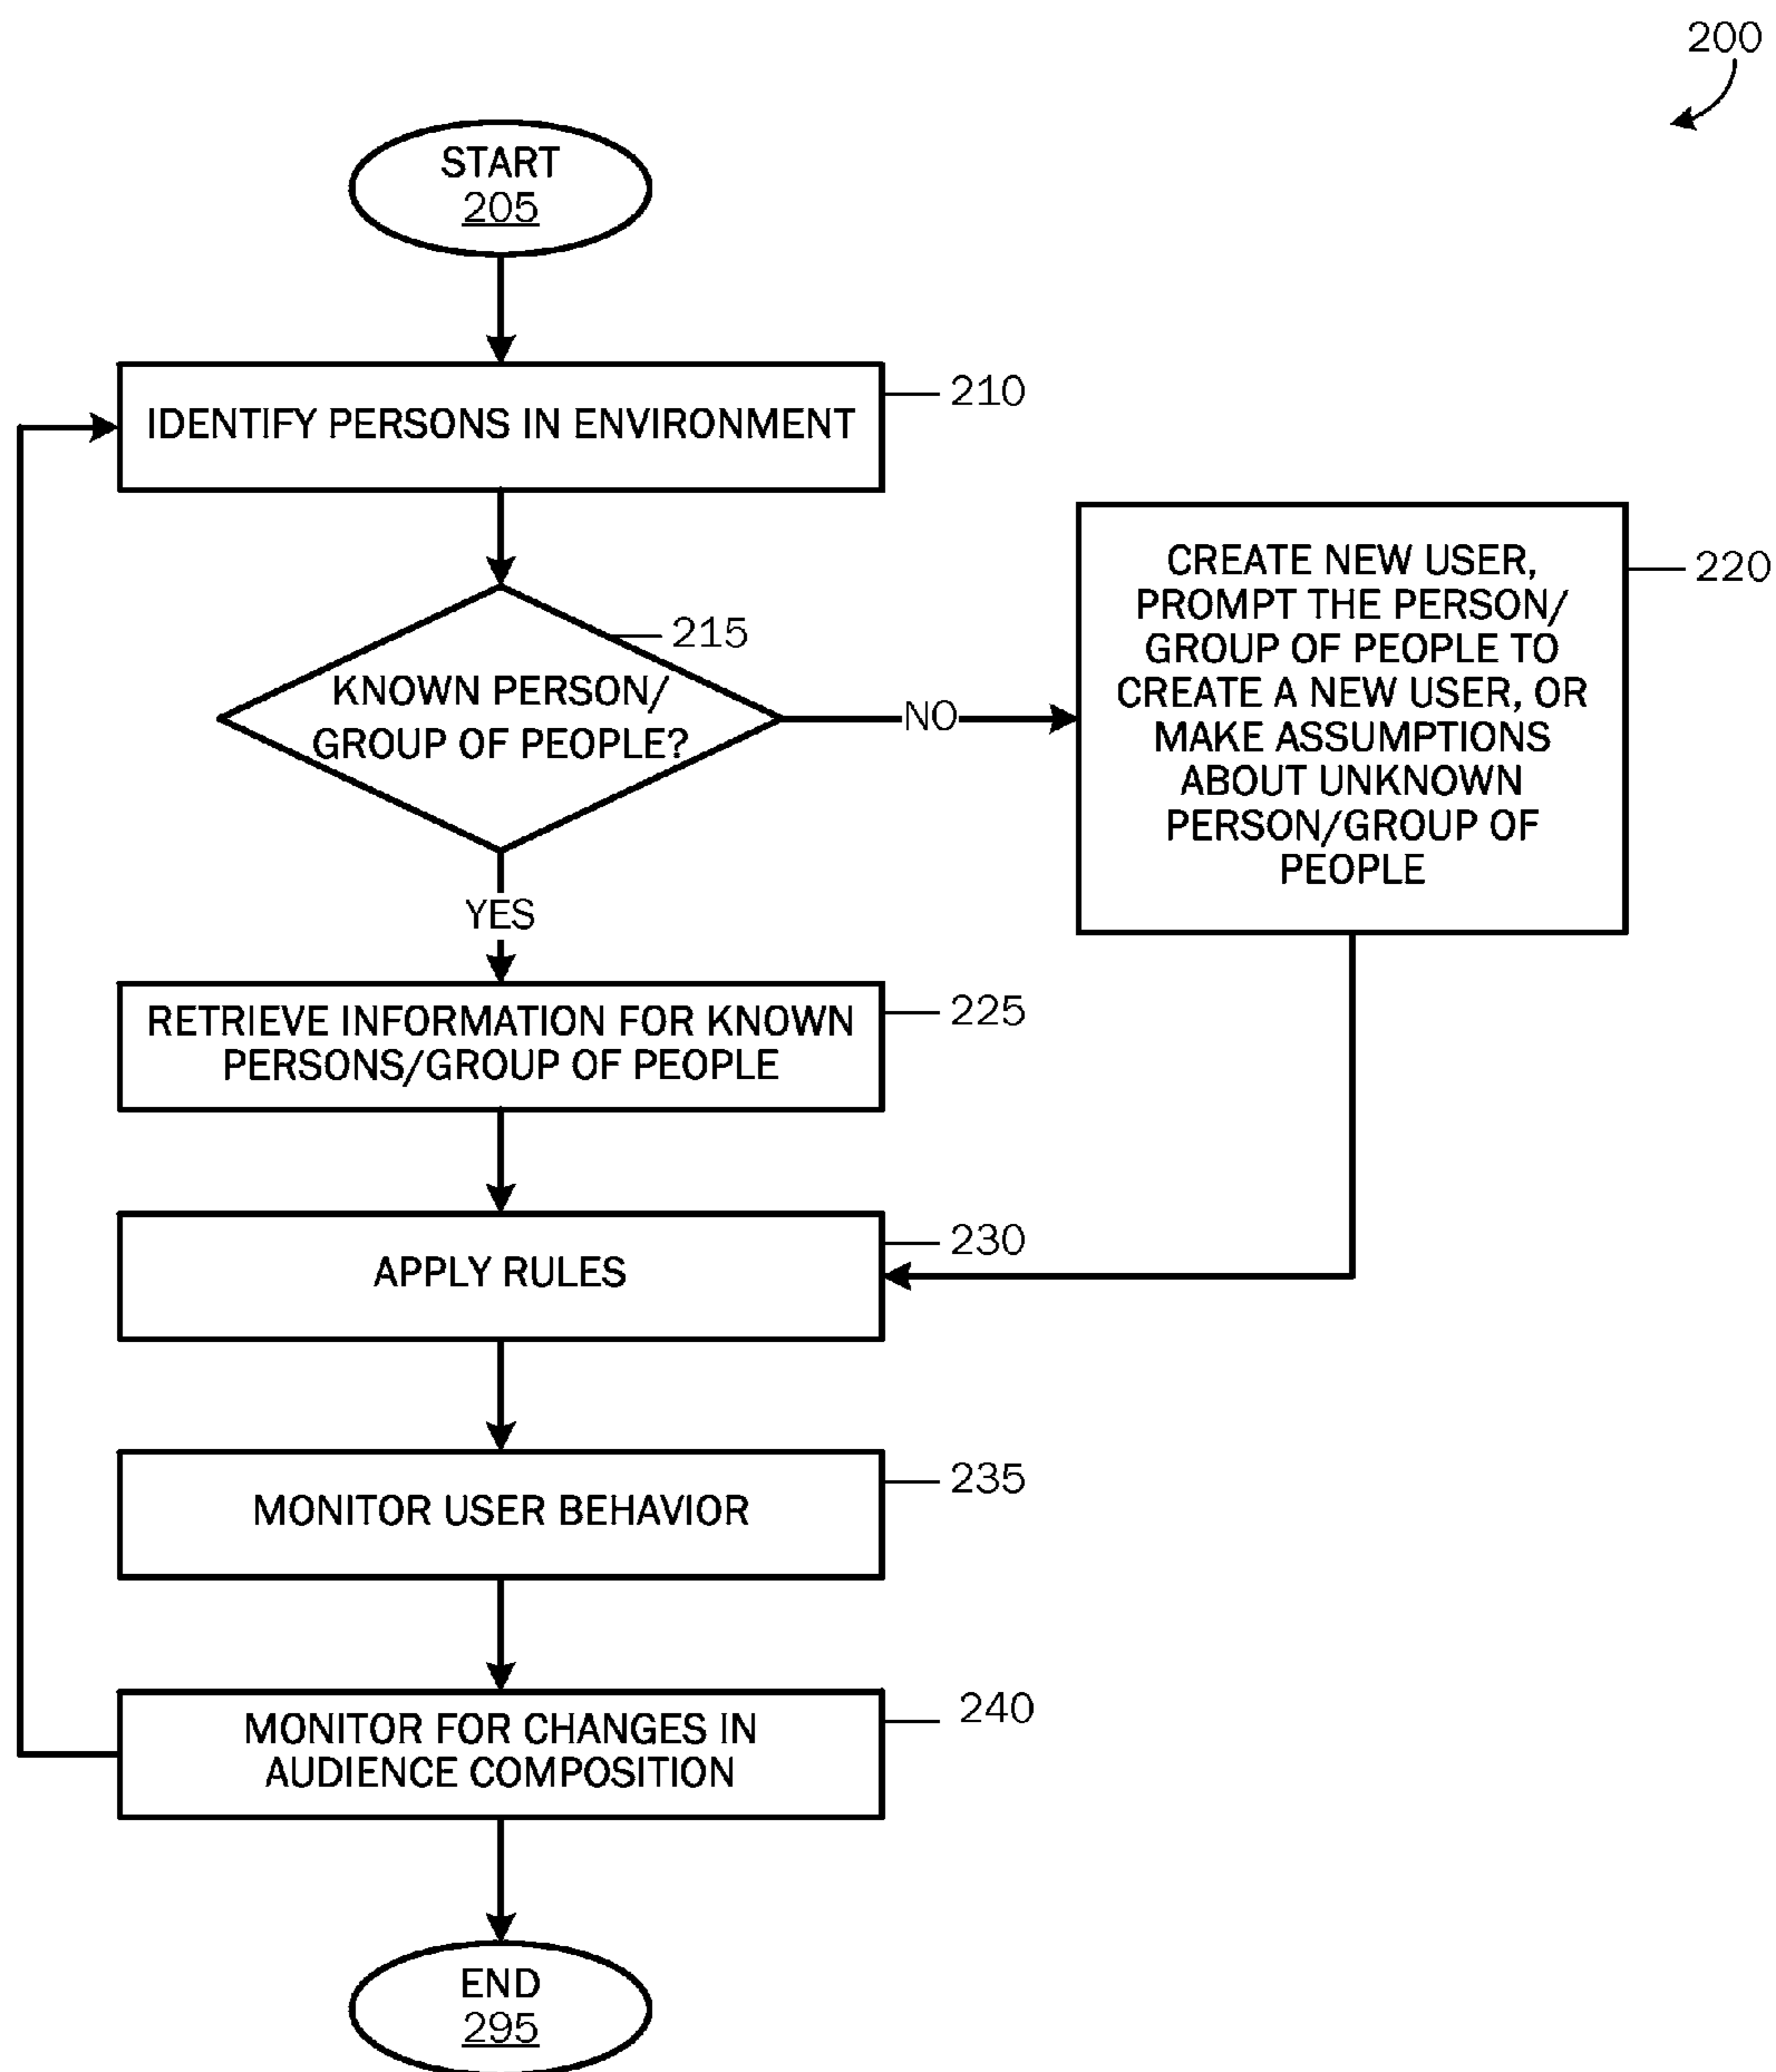 200
START
205
IDENTIFY PERSONS IN ENVIRONMENT
210
215
KNOWN PERSON/
GROUP OF PEOPLE?
NO
CREATE NEW USER,
PROMPT THE PERSON/
GROUP OF PEOPLE TO
CREATE A NEW USER, OR
MAKE ASSUMPTIONS
ABOUT UNKNOWN
PERSON/GROUP OF
PEOPLE
220
YES
RETRIEVE INFORMATION FOR KNOWN
PERSONS/GROUP OF PEOPLE
225
APPLY RULES
230
MONITOR USER BEHAVIOR
235
MONITOR FOR CHANGES IN
AUDIENCE COMPOSITION
240
END
295